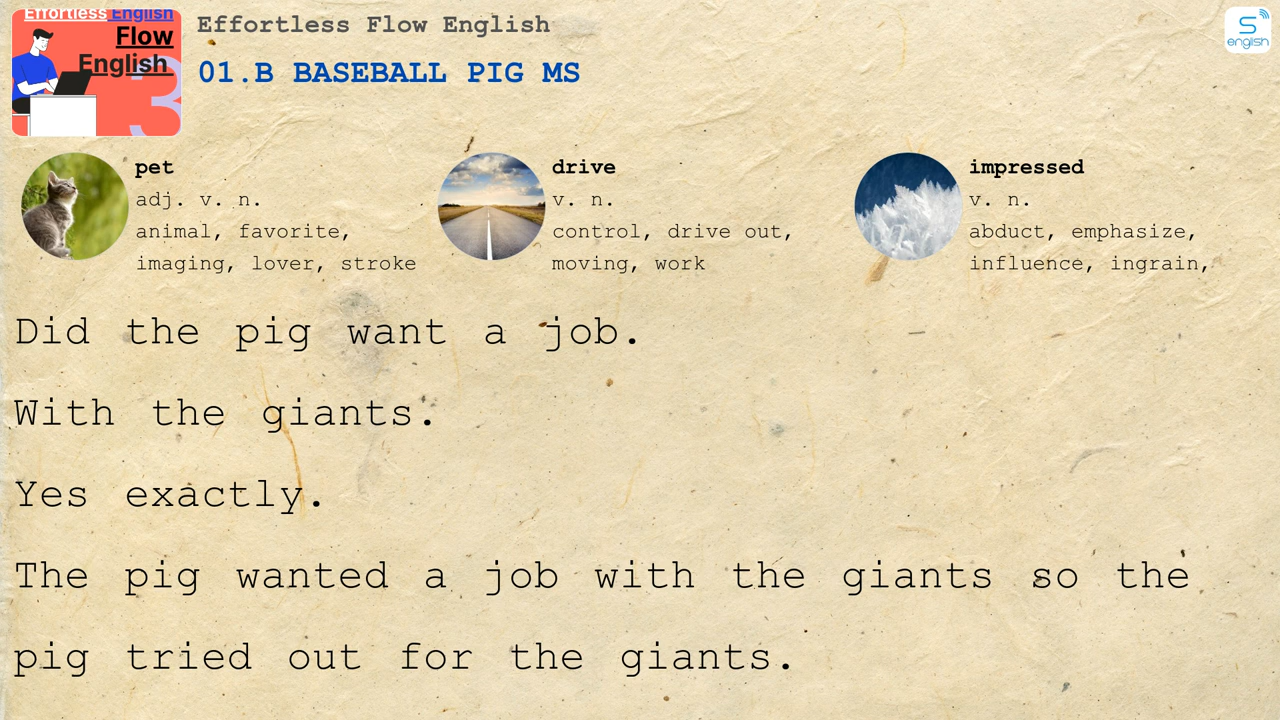 Effortless English
Flow
English
3
Effortless Flow English
01.B BASEBALL PIG MS
S
english
pet
adj. v. n.
animal, favorite,
imaging, lover, stroke
drive
v. n.
control, drive out,
moving, work
impressed
v. n.
abduct, emphasize,
influence, ingrain,
Did the pig want a job.
With the giants.
Yes exactly.
The pig wanted a job with the giants so the
pig tried out for the giants.